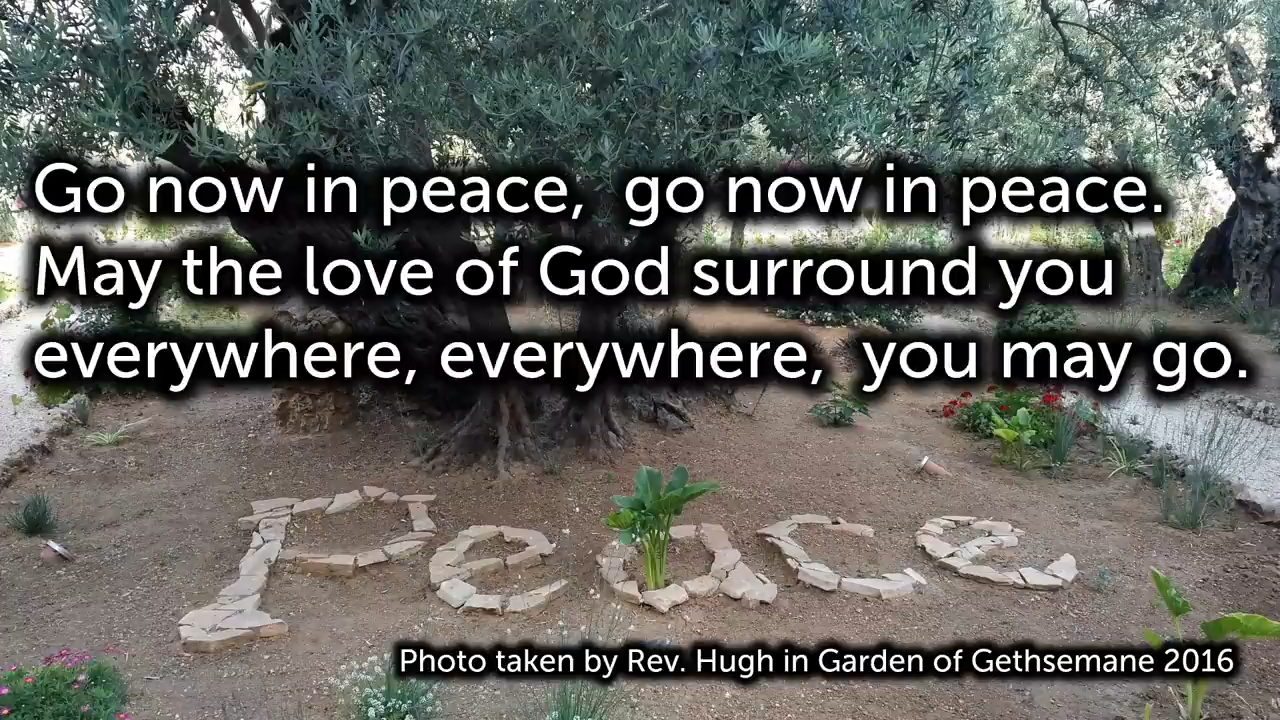 Go now in peace,  go now in peace.
May the love of God surround you
everywhere, everywhere,  you may go.
Peace
Photo taken by Rev. Hugh in Garden of Gethsemane 2016